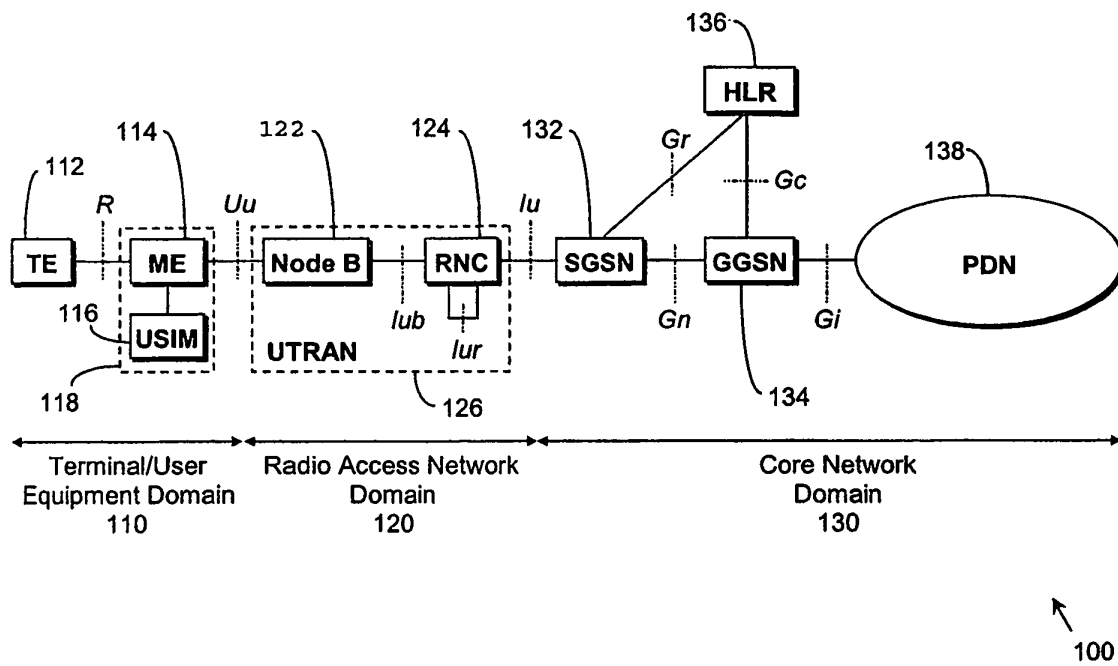 136
HLR
114
122
124
132
Gr
138
112
Gc
R
Uu
Iu
TE
ME
Node B
RNC
SGSN
GGSN
PDN
Iub
Gn
Gi
116
USIM
UTRAN
Iur
118
126
134
Terminal/User
Equipment Domain
110
Radio Access Network
Domain
120
Core Network
Domain
130
100